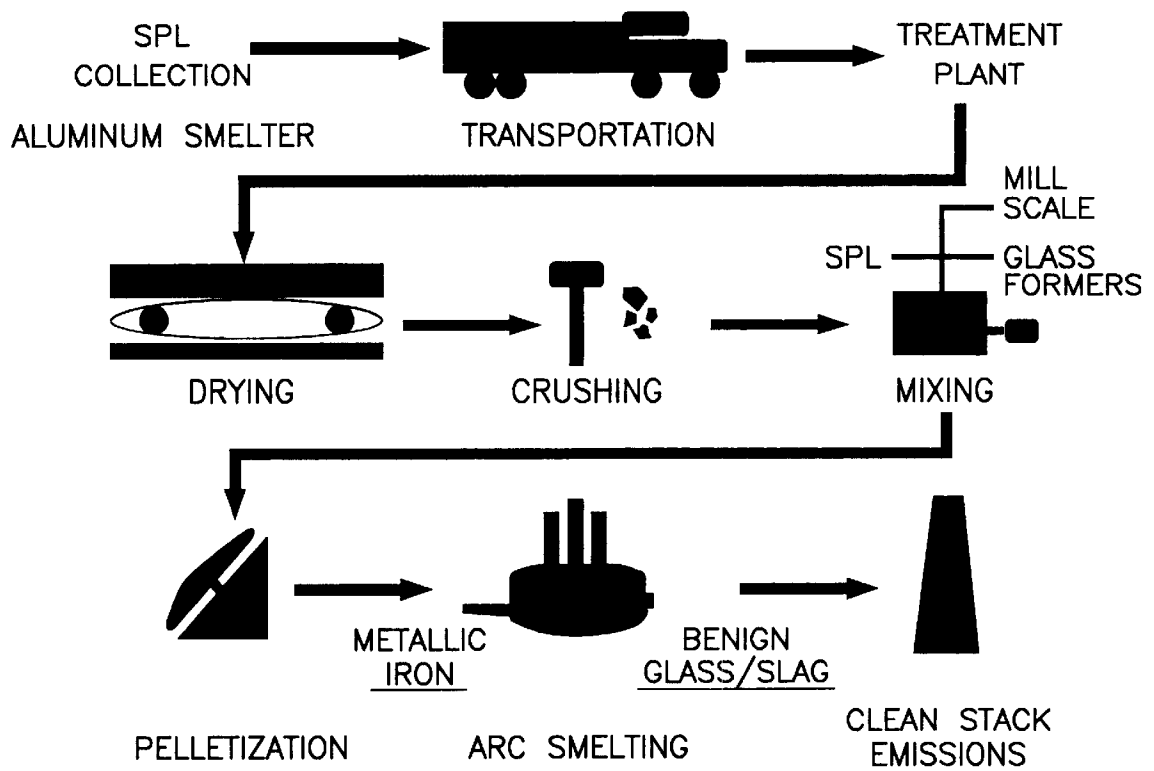 SPL
COLLECTION
ALUMINUM SMELTER
TRANSPORTATION
TREATMENT
PLANT
MILL
SCALE
SPL
GLASS
FORMERS
DRYING
CRUSHING
MIXING
METALLIC
IRON
BENIGN
GLASS/SLAG
PELLETIZATION
ARC SMELTING
CLEAN STACK
EMISSIONS